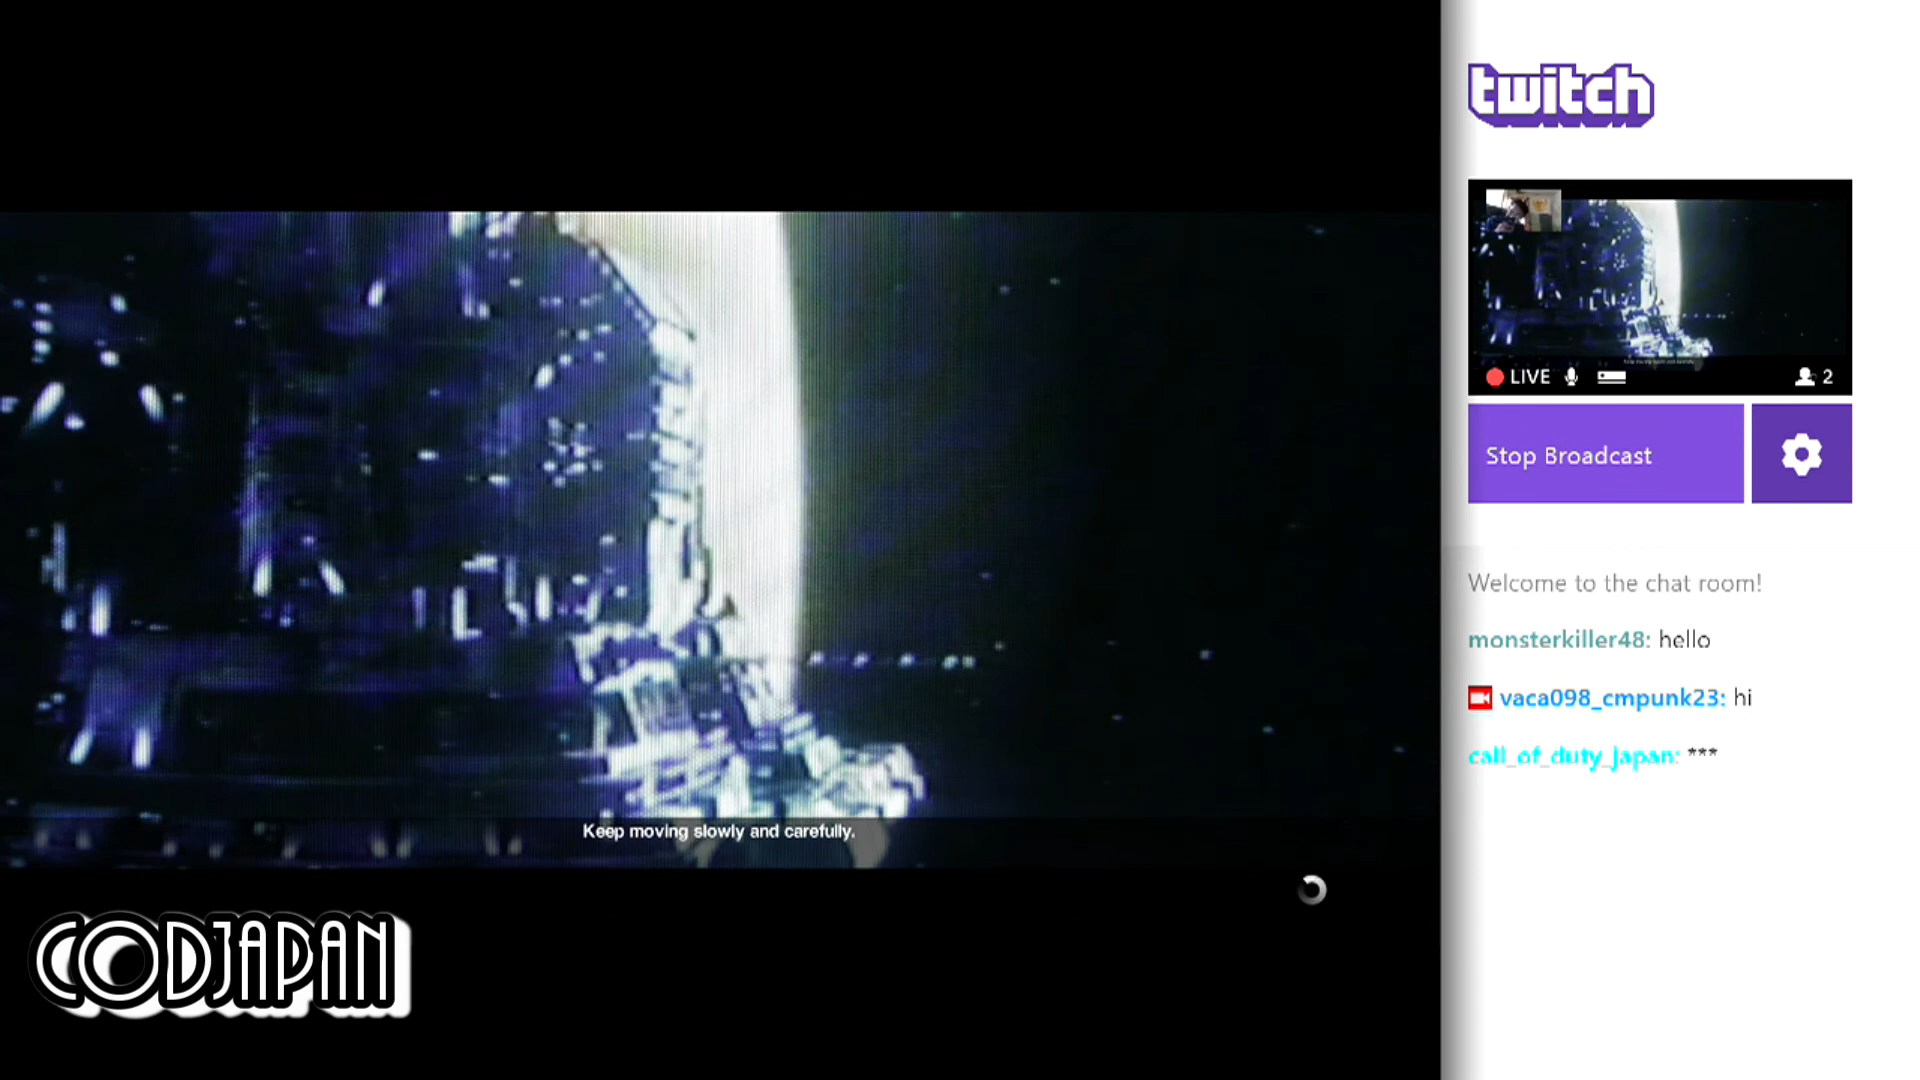 twitch
LIVE
2
Stop Broadcast
Welcome to the chat room!
monsterkiller48: hello
vaca098_cmpunk23: hi
call_of_duty_japan: ***
Keep moving slowly and carefully.
CODJAPAN